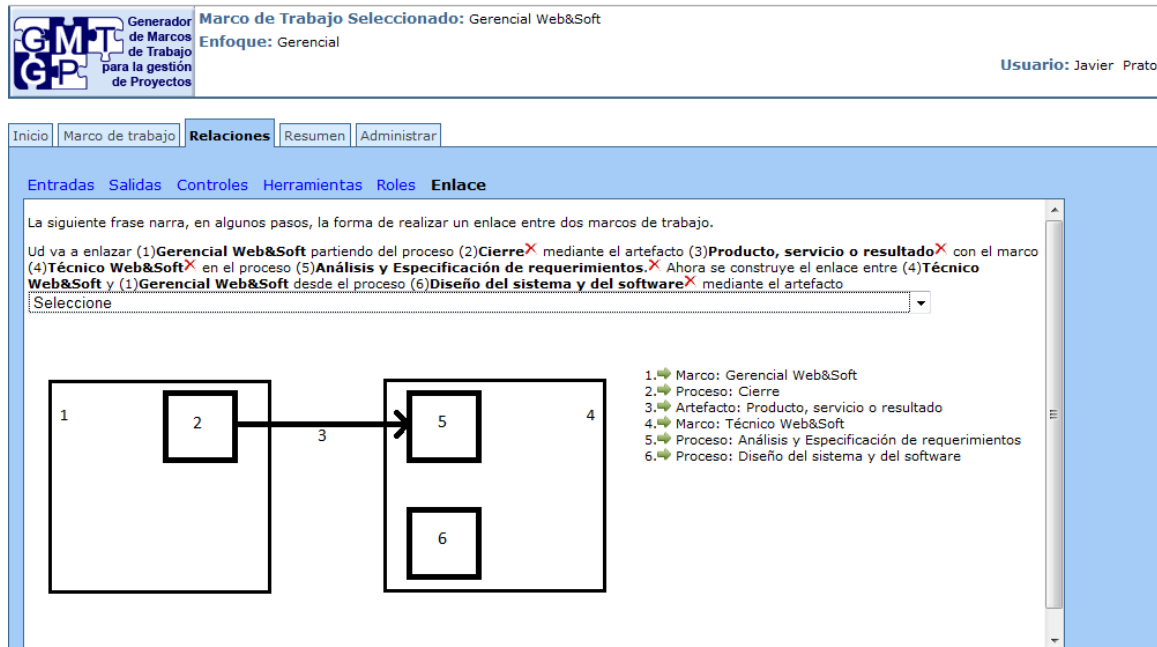 GMT
GP
Generador
de Marcos
de Trabajo
para la gestión
de Proyectos
Marco de Trabajo Seleccionado: Gerencial Web&Soft
Enfoque: Gerencial
Usuario: Javier Prato
Inicio Marco de trabajo Relaciones Resumen Administrar
Entradas Salidas Controles Herramientas Roles Enlace
La siguiente frase narra, en algunos pasos, la forma de realizar un enlace entre dos marcos de trabajo.
Ud va a enlazar (1)Gerencial Web&Soft partiendo del proceso (2)Cierre mediante el artefacto (3)Producto, servicio o resultado con el marco
(4)Técnico Web&Soft en el proceso (5)Análisis y Especificación de requerimientos. Ahora se construye el enlace entre (4)Técnico
Web&Soft y (1)Gerencial Web&Soft desde el proceso (6)Diseño del sistema y del software mediante el artefacto
Seleccione
1
2
3
5
4
6
1. Marco: Gerencial Web&Soft
2. Proceso: Cierre
3. Artefacto: Producto, servicio o resultado
4. Marco: Técnico Web&Soft
5. Proceso: Análisis y Especificación de requerimientos
6. Proceso: Diseño del sistema y del software